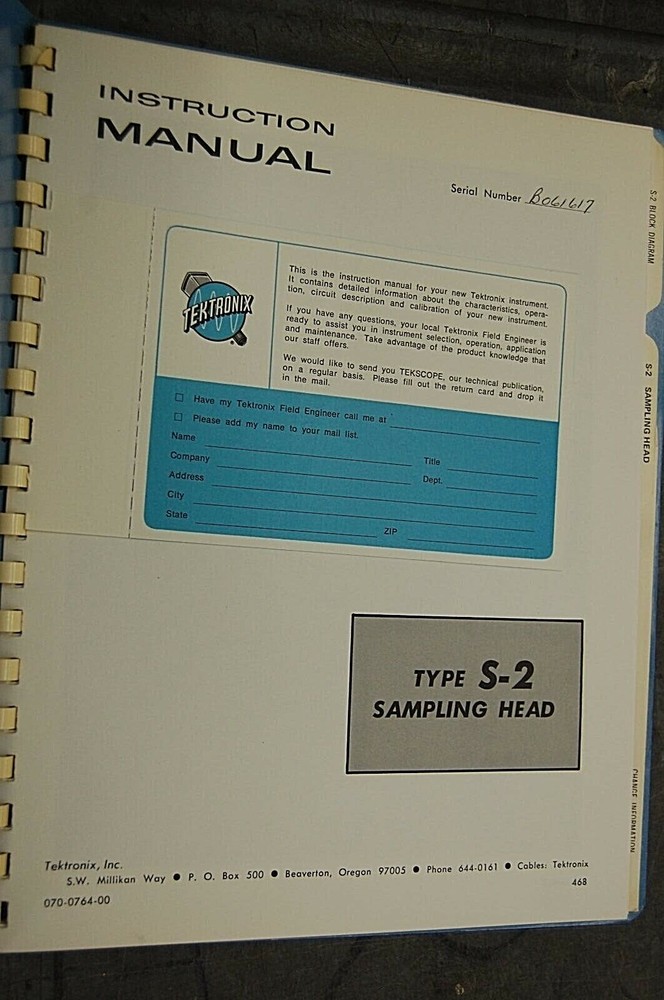 INSTRUCTION
MANUAL
Serial Number B061617
TEKTRONIX
This is the instruction manual for your new Tektronix instrument.
It contains detailed information about the characteristics, opera-
tion, circuit description and calibration of your new instrument.
If you have any questions, your local Tektronix Field Engineer is
ready to assist you in instrument selection, operation, application
and maintenance. Take advantage of the product knowledge that
our staff offers.
We would like to send you TEKSCOPE, our technical publication,
on a regular basis. Please fill out the return card and drop it
in the mail.
☐ Have my Tektronix Field Engineer call me at
☐ Please add my name to your mail list.
Name
Title
Company
Dept.
Address
City
State
ZIP
TYPE S-2
SAMPLING HEAD
Tektronix, Inc.
S.W. Millikan Way ● P. O. Box 500 ● Beaverton, Oregon 97005 ● Phone 644-0161 ● Cables: Tektronix
070-0764-00
468
S-2 BLOCK DIAGRAM
S-2 SAMPLING HEAD
CHANGE INFORMATION